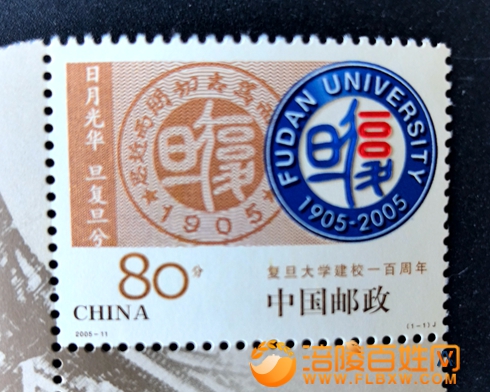 日月光华 旦复旦兮
1905
FUDAN UNIVERSITY
1905-2005
80分
复旦大学建校一百周年
CHINA
中国邮政
2005-11
(1-1)J
涪陵百姓网
WWW.FLBXW.COM